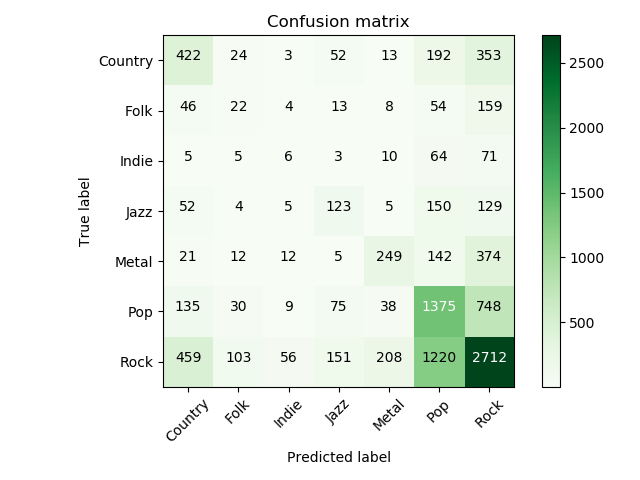 Confusion matrix
Country 422 24 3 52 13 192 353
Folk 46 22 4 13 8 54 159
Indie 5 5 6 3 10 64 71
Jazz 52 4 5 123 5 150 129
Metal 21 12 12 5 249 142 374
Pop 135 30 9 75 38 1375 748
Rock 459 103 56 151 208 1220 2712
Country Folk Indie Jazz Metal Pop Rock
Predicted label
True label
2500
2000
1500
1000
500